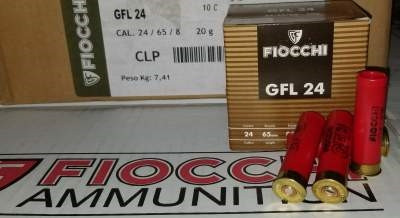 GFL 24
10 C
CAL. 24 / 65 / 8 20 g
CLP
Peso Kg: 7,41
FIOCCHI
GFL 24
24 65
FIOCCHI
AMMUNITION